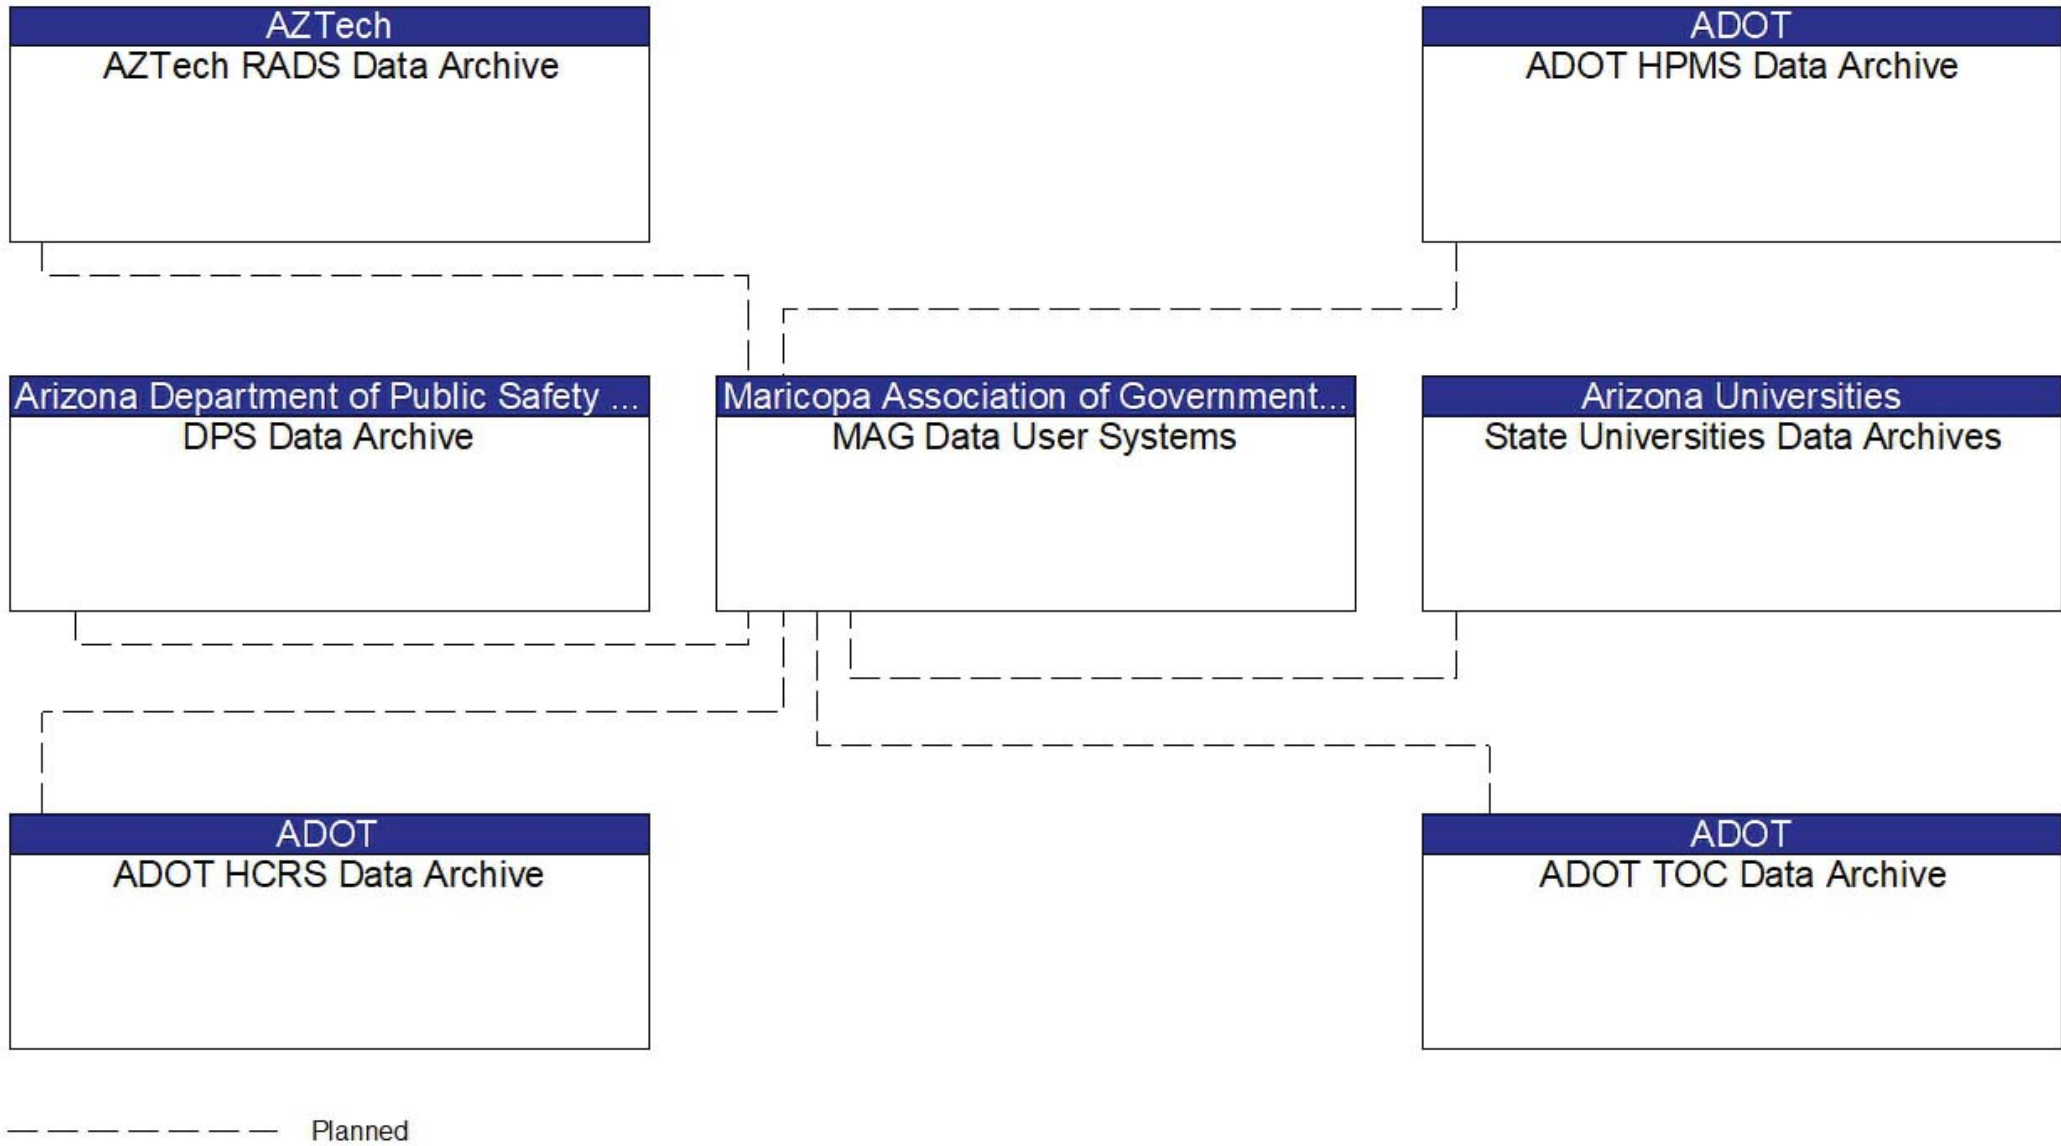 AZTech
AZTech RADS Data Archive
ADOT
ADOT HPMS Data Archive
Arizona Department of Public Safety ...
DPS Data Archive
Maricopa Association of Government...
MAG Data User Systems
Arizona Universities
State Universities Data Archives
ADOT
ADOT HCRS Data Archive
ADOT
ADOT TOC Data Archive
Planned